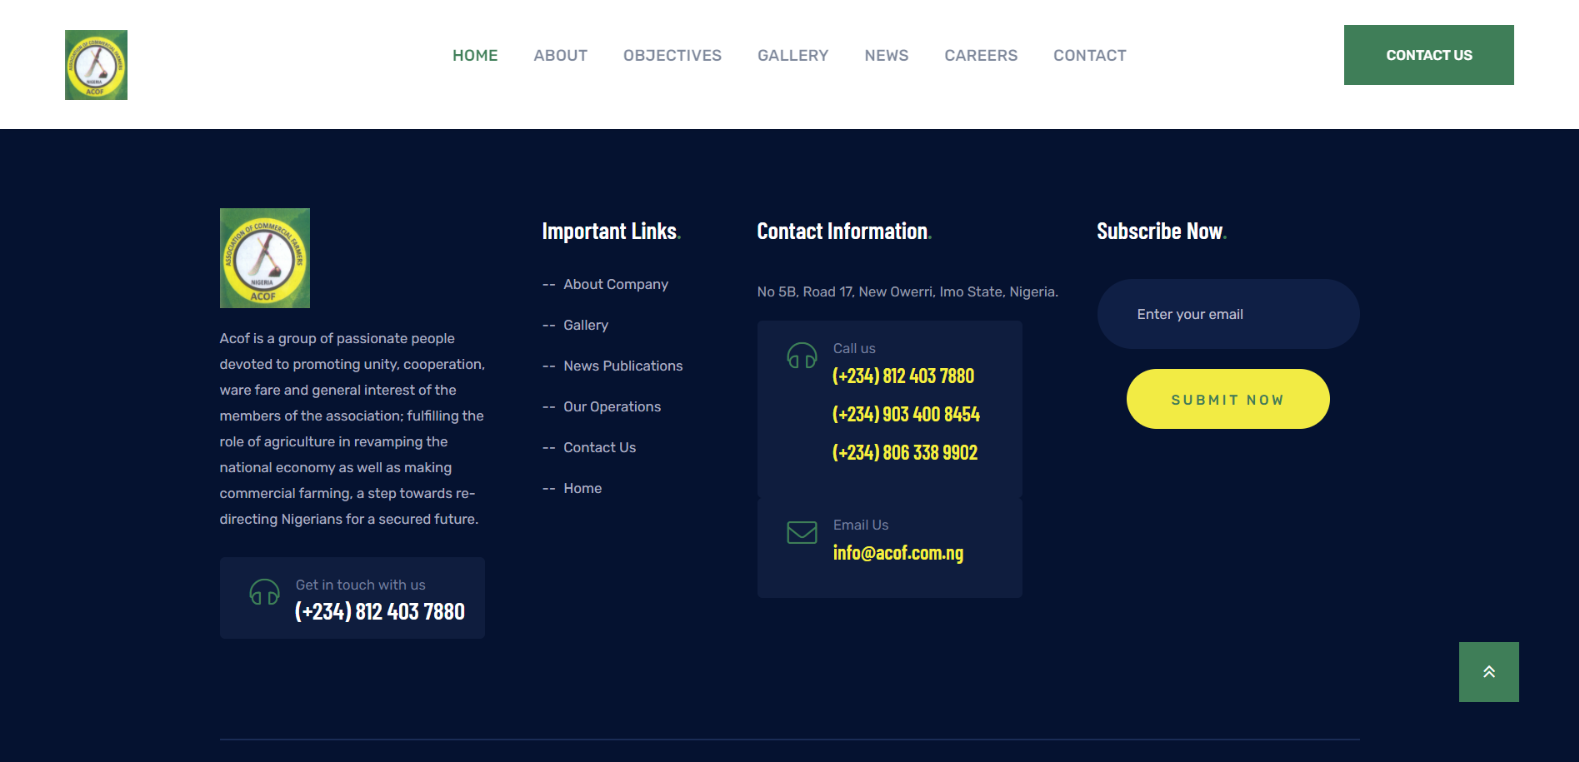 ASSOCIATION OF COMMERCIAL FARMERS
NIGERIA
ACOF
HOME
ABOUT
OBJECTIVES
GALLERY
NEWS
CAREERS
CONTACT
CONTACT US
ASSOCIATION OF COMMERCIAL FARMERS
NIGERIA
ACOF
Acof is a group of passionate people
devoted to promoting unity, cooperation,
ware fare and general interest of the
members of the association; fulfilling the
role of agriculture in revamping the
national economy as well as making
commercial farming, a step towards re-
directing Nigerians for a secured future.
Get in touch with us
(+234) 812 403 7880
Important Links.
-- About Company
-- Gallery
-- News Publications
-- Our Operations
-- Contact Us
-- Home
Contact Information.
No 5B, Road 17, New Owerri, Imo State, Nigeria.
Call us
(+234) 812 403 7880
(+234) 903 400 8454
(+234) 806 338 9902
Email Us
info@acof.com.ng
Subscribe Now.
Enter your email
SUBMIT NOW